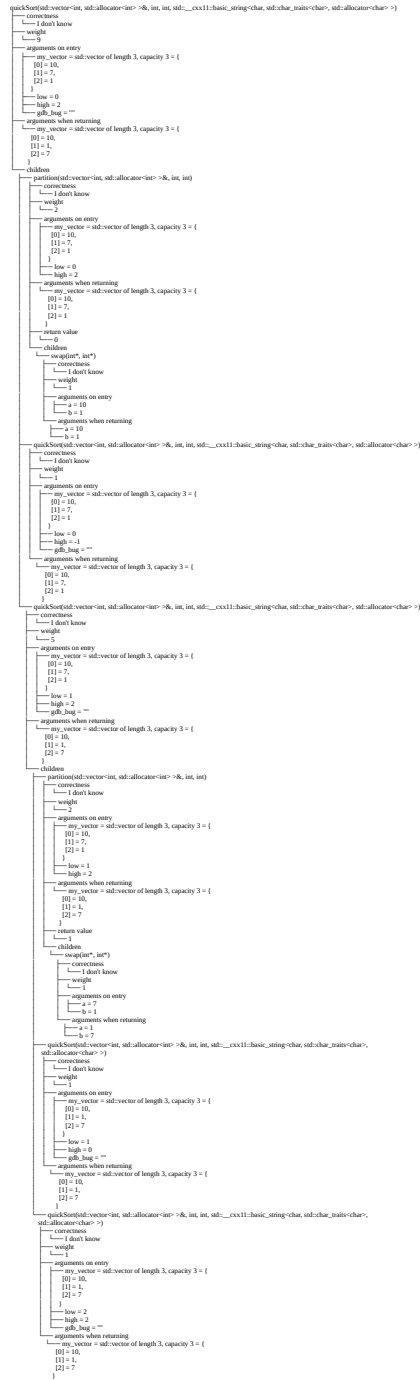 quickSort(std::vector<int, std::allocator<int> >&, int, int, std::__cxx11::basic_string<char, std::char_traits<char>, std::allocator<char> >)
correctness
I don't know
weight
9
arguments on entry
my_vector = std::vector of length 3, capacity 3 = {
[0] = 10,
[1] = 7,
[2] = 1
}
low = 0
high = 2
gdb_bug = ""
arguments when returning
my_vector = std::vector of length 3, capacity 3 = {
[0] = 10,
[1] = 1,
[2] = 7
}
children
partition(std::vector<int, std::allocator<int> >&, int, int)
correctness
I don't know
weight
2
arguments on entry
my_vector = std::vector of length 3, capacity 3 = {
[0] = 10,
[1] = 7,
[2] = 1
}
low = 0
high = 2
arguments when returning
my_vector = std::vector of length 3, capacity 3 = {
[0] = 10,
[1] = 7,
[2] = 1
}
return value
0
children
swap(int*, int*)
correctness
I don't know
weight
1
arguments on entry
a = 10
b = 1
arguments when returning
a = 10
b = 1
quickSort(std::vector<int, std::allocator<int> >&, int, int, std::__cxx11::basic_string<char, std::char_traits<char>, std::allocator<char> >)
correctness
I don't know
weight
1
arguments on entry
my_vector = std::vector of length 3, capacity 3 = {
[0] = 10,
[1] = 7,
[2] = 1
}
low = 0
high = -1
gdb_bug = ""
arguments when returning
my_vector = std::vector of length 3, capacity 3 = {
[0] = 10,
[1] = 7,
[2] = 1
}
quickSort(std::vector<int, std::allocator<int> >&, int, int, std::__cxx11::basic_string<char, std::char_traits<char>, std::allocator<char> >)
correctness
I don't know
weight
5
arguments on entry
my_vector = std::vector of length 3, capacity 3 = {
[0] = 10,
[1] = 7,
[2] = 1
}
low = 1
high = 2
gdb_bug = ""
arguments when returning
my_vector = std::vector of length 3, capacity 3 = {
[0] = 10,
[1] = 1,
[2] = 7
}
children
partition(std::vector<int, std::allocator<int> >&, int, int)
correctness
I don't know
weight
2
arguments on entry
my_vector = std::vector of length 3, capacity 3 = {
[0] = 10,
[1] = 7,
[2] = 1
}
low = 1
high = 2
arguments when returning
my_vector = std::vector of length 3, capacity 3 = {
[0] = 10,
[1] = 1,
[2] = 7
}
return value
1
children
swap(int*, int*)
correctness
I don't know
weight
1
arguments on entry
a = 7
b = 1
arguments when returning
a = 1
b = 7
quickSort(std::vector<int, std::allocator<int> >&, int, int, std::__cxx11::basic_string<char, std::char_traits<char>,
std::allocator<char> >)
correctness
I don't know
weight
1
arguments on entry
my_vector = std::vector of length 3, capacity 3 = {
[0] = 10,
[1] = 1,
[2] = 7
}
low = 1
high = 0
gdb_bug = ""
arguments when returning
my_vector = std::vector of length 3, capacity 3 = {
[0] = 10,
[1] = 1,
[2] = 7
}
quickSort(std::vector<int, std::allocator<int> >&, int, int, std::__cxx11::basic_string<char, std::char_traits<char>,
std::allocator<char> >)
correctness
I don't know
weight
1
arguments on entry
my_vector = std::vector of length 3, capacity 3 = {
[0] = 10,
[1] = 1,
[2] = 7
}
low = 2
high = 2
gdb_bug = ""
arguments when returning
my_vector = std::vector of length 3, capacity 3 = {
[0] = 10,
[1] = 1,
[2] = 7
}